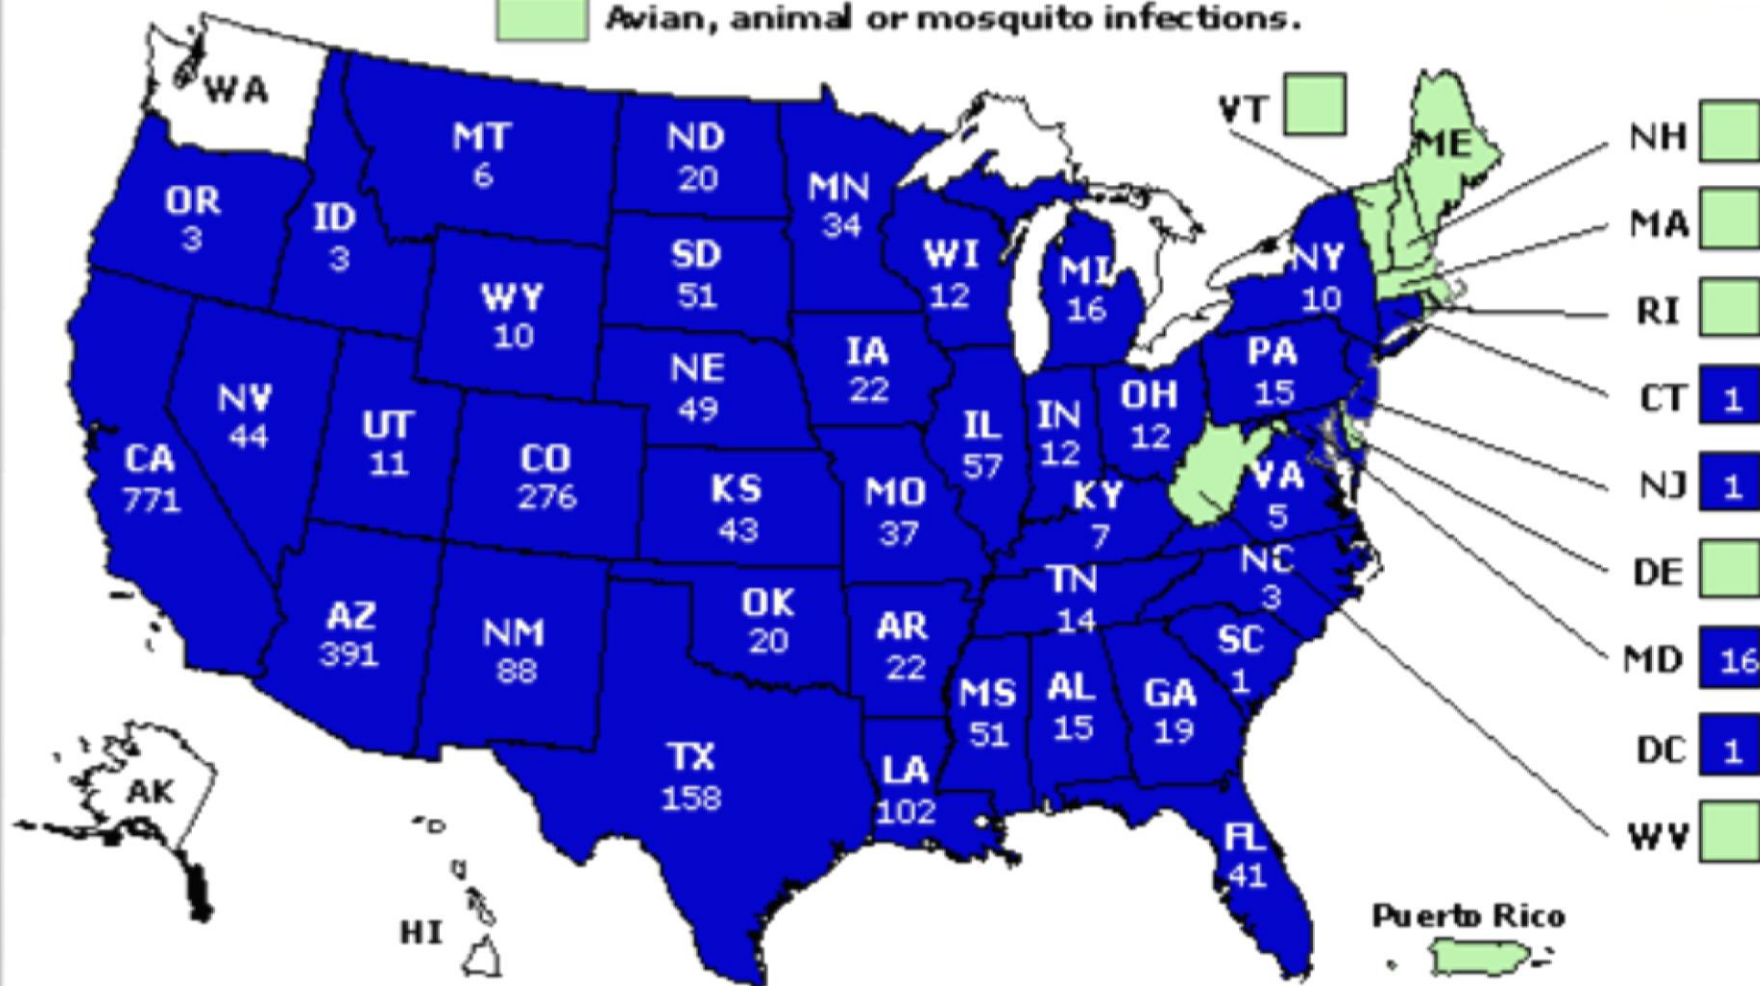 Avian, animal or mosquito infections.
WA
MT
6
ND
20
MN
34
VT
ME
NH
OR
3
ID
3
SD
51
WI
12
MI
16
NY
10
MA
WY
10
RI
NE
49
IA
22
PA
15
CT 1
NV
44
UT
11
CO
276
IL
57
IN
12
OH
12
CA
771
KS
43
MO
37
KY
7
VA
5
NJ 1
DE
AZ
391
NM
88
OK
20
AR
22
TN
14
NC
3
SC
1
MD 16
MS
51
AL
15
GA
19
DC 1
TX
158
LA
102
AK
FL
41
WV
HI
Puerto Rico